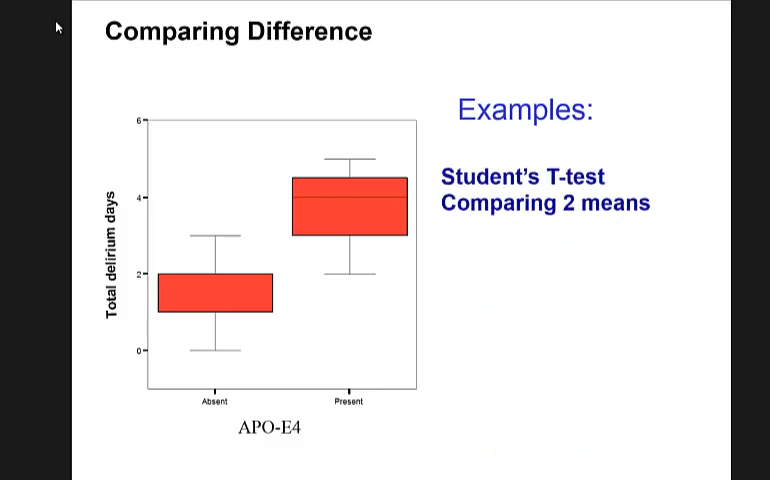 Comparing Difference
Examples:
Student's T-test
Comparing 2 means
Total delirium days
6
4
2
0
Absent
Present
APO-E4